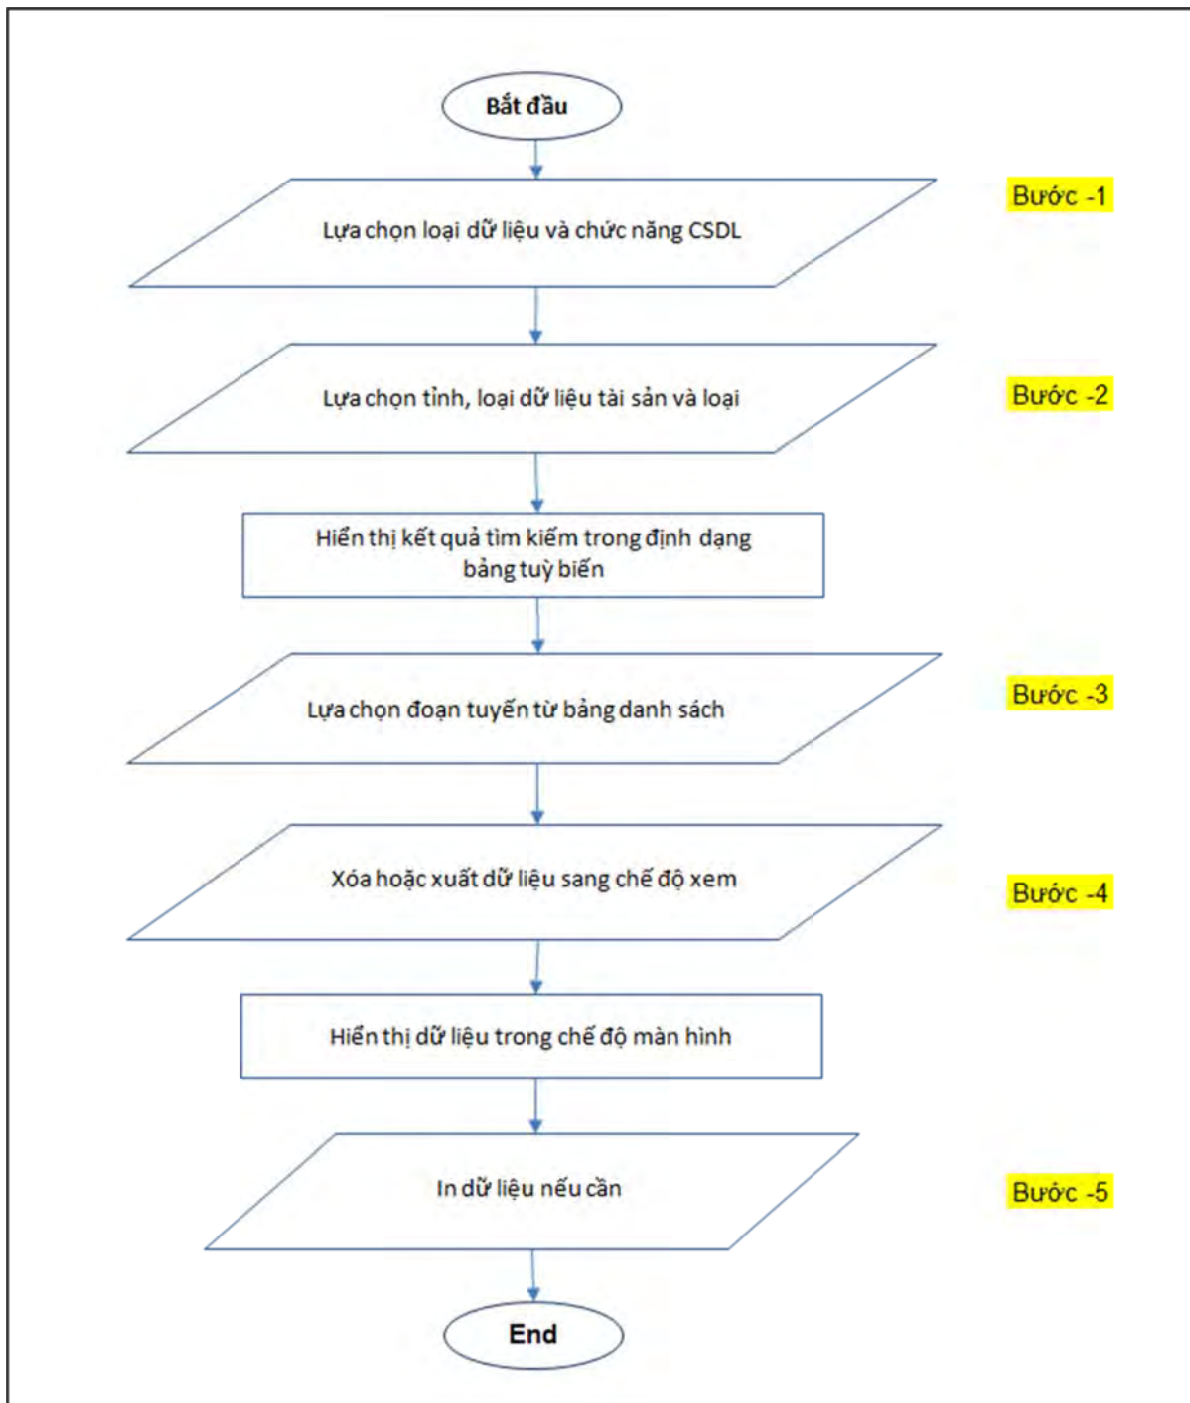 Bắt đầu
Bước -1
Lựa chọn loại dữ liệu và chức năng CSDL
Lựa chọn tỉnh, loại dữ liệu tài sản và loại
Bước -2
Hiển thị kết quả tìm kiếm trong định dạng
bảng tuỳ biến
Lựa chọn đoạn tuyến từ bảng danh sách
Bước -3
Xóa hoặc xuất dữ liệu sang chế độ xem
Bước -4
Hiển thị dữ liệu trong chế độ màn hình
In dữ liệu nếu cần
Bước -5
End